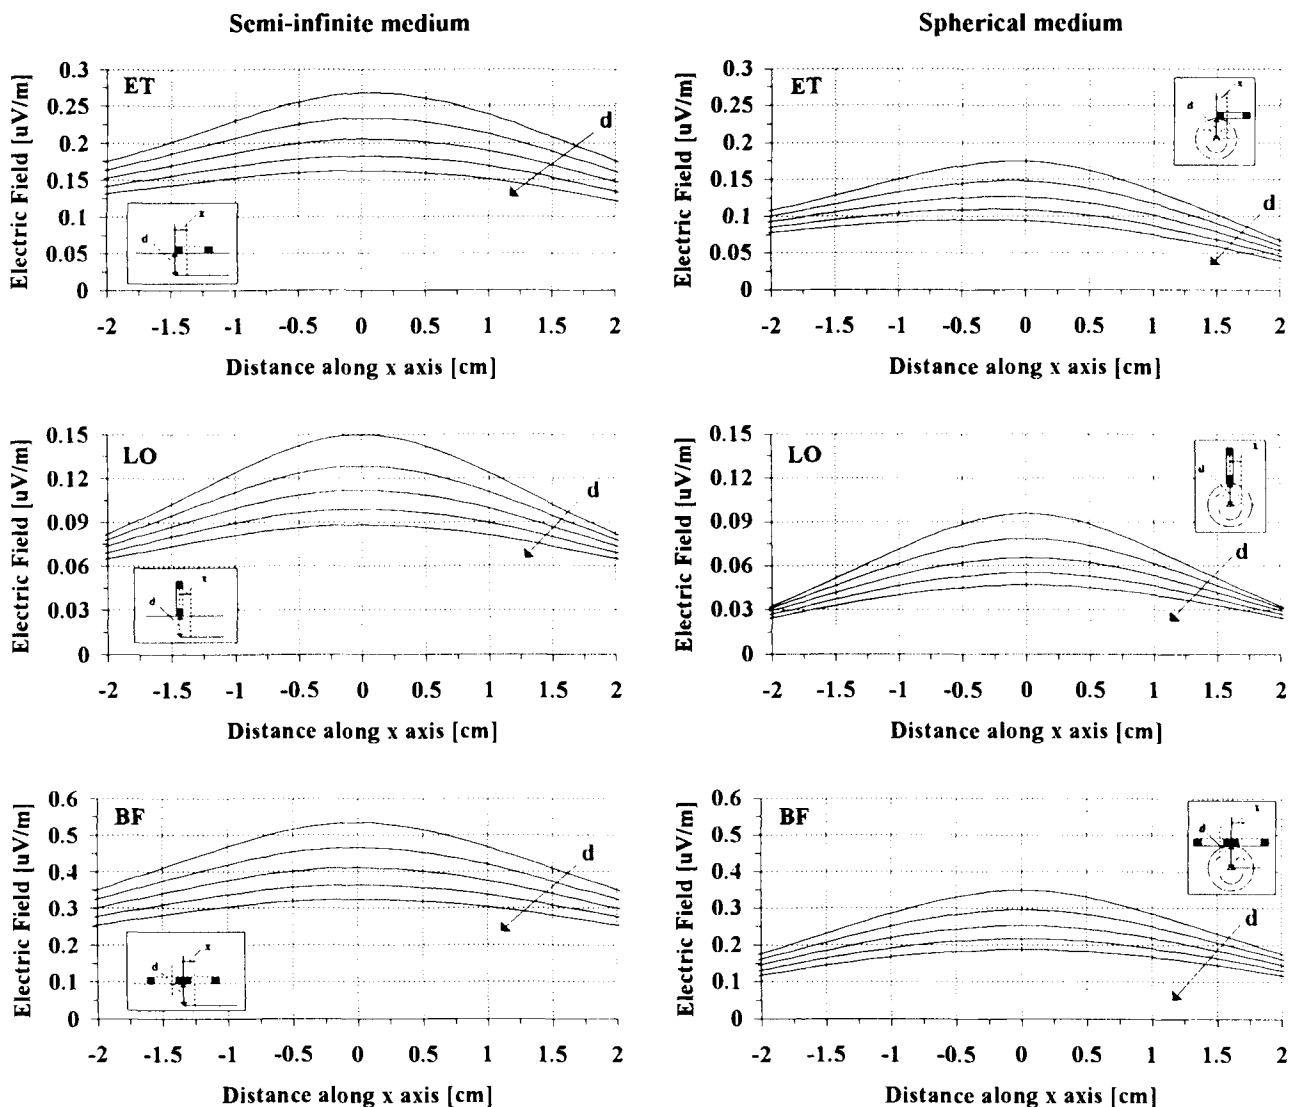 Semi-infinite medium
Spherical medium
Electric Field [uV/m]
0.3
0.25
0.2
0.15
0.1
0.05
0
ET
d
x
d
-2 -1.5 -1 -0.5 0 0.5 1 1.5 2
Distance along x axis [cm]
Electric Field [uV/m]
0.3
0.25
0.2
0.15
0.1
0.05
0
ET
x
d
d
-2 -1.5 -1 -0.5 0 0.5 1 1.5 2
Distance along x axis [cm]
Electric Field [uV/m]
0.15
0.12
0.09
0.06
0.03
0
LO
d
x
d
-2 -1.5 -1 -0.5 0 0.5 1 1.5 2
Distance along x axis [cm]
Electric Field [uV/m]
0.15
0.12
0.09
0.06
0.03
0
LO
x
d
d
-2 -1.5 -1 -0.5 0 0.5 1 1.5 2
Distance along x axis [cm]
Electric Field [uV/m]
0.6
0.5
0.4
0.3
0.2
0.1
0
BF
d
x
d
-2 -1.5 -1 -0.5 0 0.5 1 1.5 2
Distance along x axis [cm]
Electric Field [uV/m]
0.6
0.5
0.4
0.3
0.2
0.1
0
BF
x
d
d
-2 -1.5 -1 -0.5 0 0.5 1 1.5 2
Distance along x axis [cm]